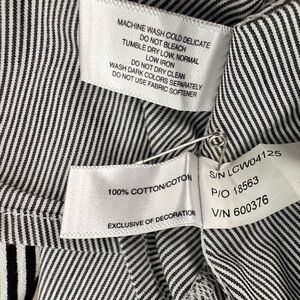 MACHINE WASH COLD DELICATE
DO NOT BLEACH
TUMBLE DRY LOW, NORMAL
LOW IRON
DO NOT DRY CLEAN
WASH DARK COLORS SEPARATELY
DO NOT USE FABRIC SOFTENER
100% COTTON/COTON
EXCLUSIVE OF DECORATION
S/N LCW04125
P/O 18563
V/N 600376